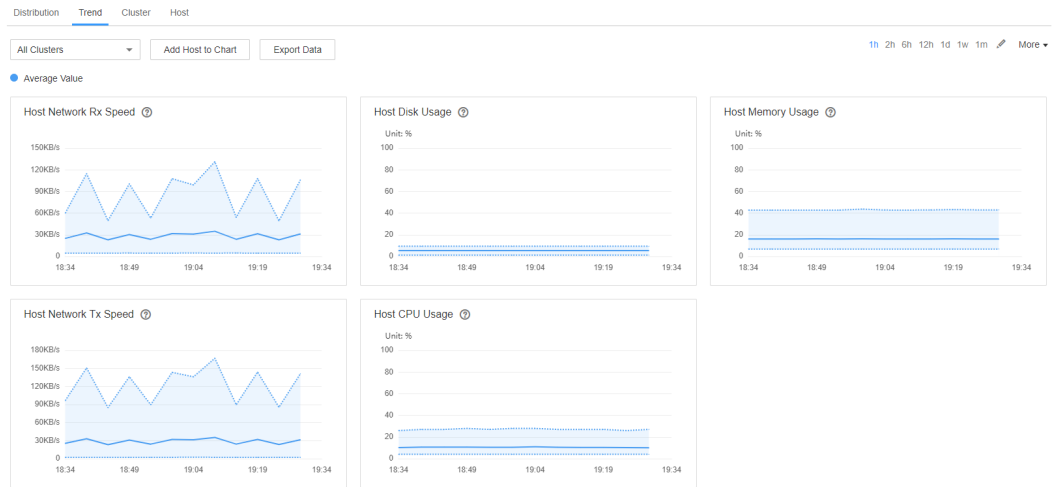 Distribution Trend Cluster Host
All Clusters Add Host to Chart Export Data 1h 2h 6h 12h 1d 1w 1m More
Average Value
Host Network Rx Speed ?
150KB/s
120KB/s
90KB/s
60KB/s
30KB/s
0
18:34 18:49 19:04 19:19 19:34
Host Disk Usage ?
Unit: %
100
80
60
40
20
0
18:34 18:49 19:04 19:19 19:34
Host Memory Usage ?
Unit: %
100
80
60
40
20
0
18:34 18:49 19:04 19:19 19:34
Host Network Tx Speed ?
180KB/s
150KB/s
120KB/s
90KB/s
60KB/s
30KB/s
0
18:34 18:49 19:04 19:19 19:34
Host CPU Usage ?
Unit: %
100
80
60
40
20
0
18:34 18:49 19:04 19:19 19:34